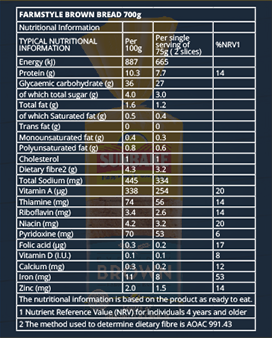 FARMSTYLE BROWN BREAD 700g
Nutritional Information
TYPICAL NUTRITIONAL INFORMATION Per 100g Per single serving of 75g ( 2 slices) %NRV1
Energy (kJ) 887 665
Protein (g) 10.3 7.7 14
Glycaemic carbohydrate (g) 36 27
of which total sugar (g) 4.0 3.0
Total fat (g) 1.6 1.2
of which Saturated fat (g) 0.5 0.4
Trans fat (g) 0 0
Monounsaturated fat (g) 0.4 0.3
Polyunsaturated fat (g) 0.8 0.6
Cholesterol 1 1
Dietary fibre2 (g) 4.3 3.2
Total Sodium (mg) 445 334
Vitamin A (µg) 338 254 20
Thiamine (mg) 74 56 14
Riboflavin (mg) 3.4 2.6 14
Niacin (mg) 4.2 3.2 20
Pyridoxine (mg) 70 53 6
Folic acid (µg) 0.3 0.2 17
Vitamin D (I.U.) 0.1 0.1 8
Calcium (mg) 0.3 0.2 12
Iron (mg) 11 8 53
Zinc (mg) 2.0 1.5 14
The nutritional information is based on the product as ready to eat.
1 Nutrient Reference Value (NRV) for individuals 4 years and older
2 The method used to determine dietary fibre is AOAC 991.43